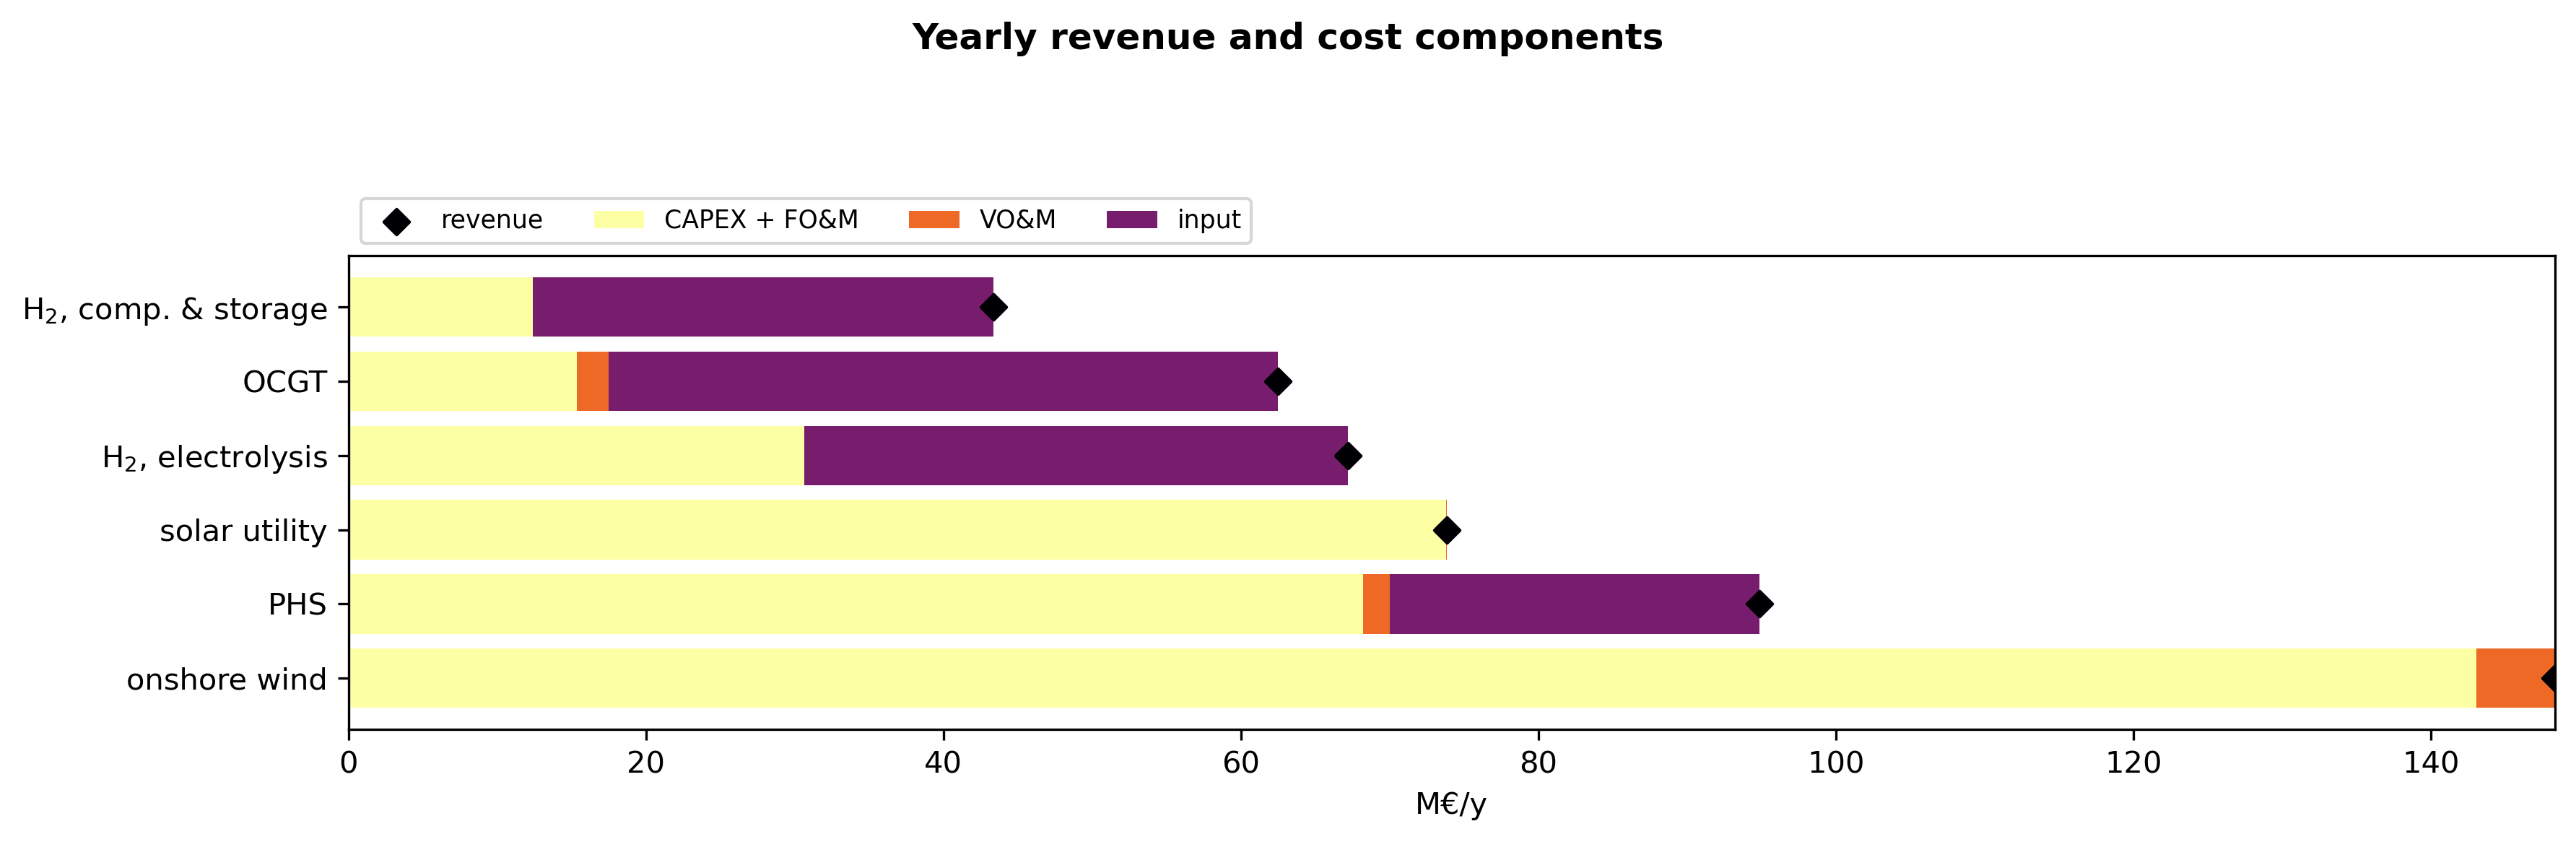 Yearly revenue and cost components
revenue CAPEX + FO&M VO&M input
H₂, comp. & storage
OCGT
H₂, electrolysis
solar utility
PHS
onshore wind
0 20 40 60 80 100 120 140
M€/y